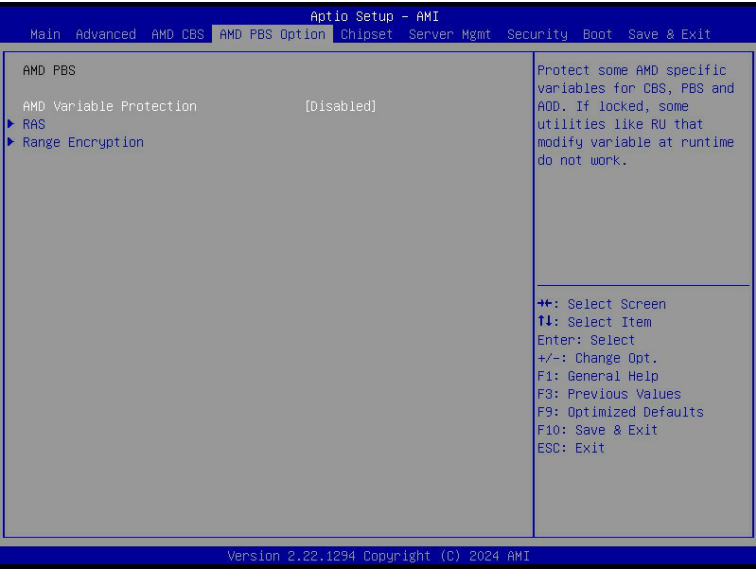 Aptio Setup – AMI
Main Advanced AMD CBS AMD PBS Option Chipset Server Mgmt Security Boot Save & Exit
AMD PBS
AMD Variable Protection [Disabled]
RAS
Range Encryption
Protect some AMD specific
variables for CBS, PBS and
AOD. If locked, some
utilities like RU that
modify variable at runtime
do not work.
→←: Select Screen
↑↓: Select Item
Enter: Select
+/-: Change Opt.
F1: General Help
F3: Previous Values
F9: Optimized Defaults
F10: Save & Exit
ESC: Exit
Version 2.22.1294 Copyright (C) 2024 AMI